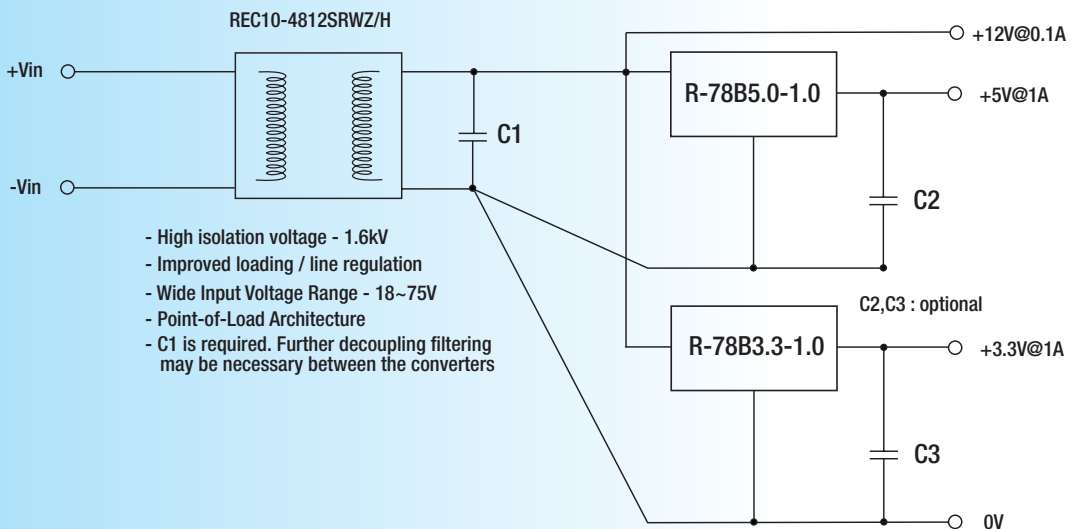 REC10-4812SRWZ/H
+12V@0.1A
+Vin
R-78B5.0-1.0
+5V@1A
C1
-Vin
C2
- High isolation voltage - 1.6kV
- Improved loading / line regulation
- Wide Input Voltage Range - 18~75V
- Point-of-Load Architecture
- C1 is required. Further decoupling filtering
may be necessary between the converters
C2,C3 : optional
R-78B3.3-1.0
+3.3V@1A
C3
0V